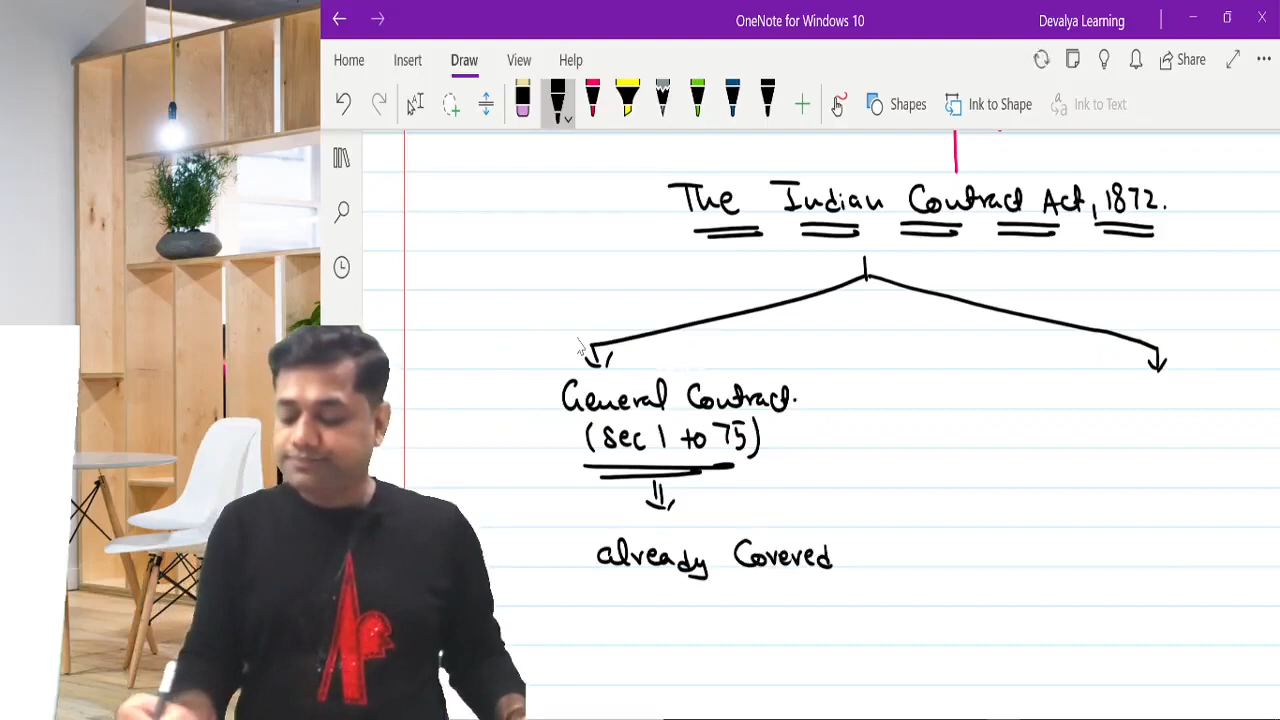 OneNote for Windows 10
Devalya Learning
Home Insert Draw View Help
Share
Shapes
Ink to Shape
Ink to Text
The Indian Contract Act, 1872.
General Contract.
(Sec 1 to 75)
already Covered